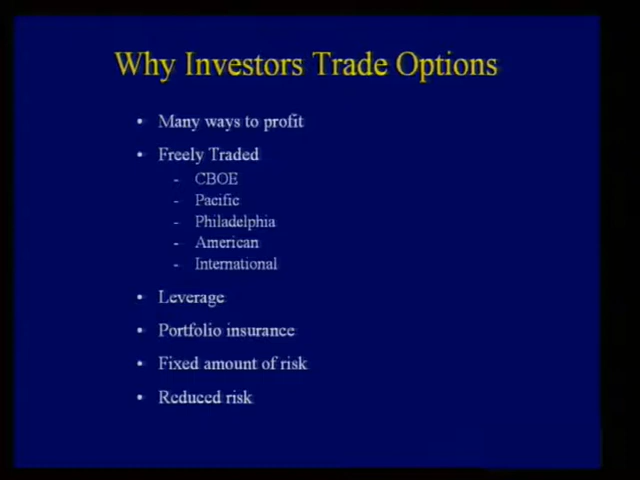 Why Investors Trade Options
• Many ways to profit
• Freely Traded
- CBOE
- Pacific
- Philadelphia
- American
- International
• Leverage
• Portfolio insurance
• Fixed amount of risk
• Reduced risk